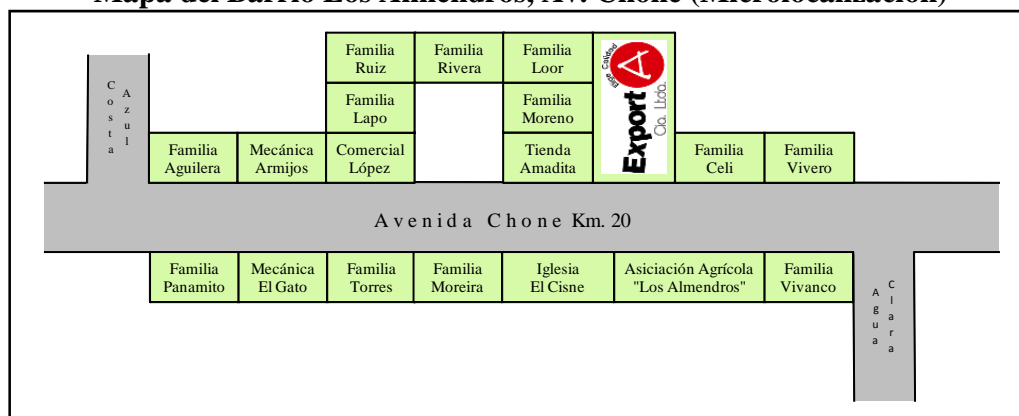 Mapa del Barrio Los Almendros, Av. Chone (Microlocalización)
Familia
Ruiz
Familia
Rivera
Familia
Loor
Elige Calidad
A
Export
Cia. Ltda.
Costa
Azul
Familia
Lapo
Familia
Moreno
Familia
Aguilera
Mecánica
Armijos
Comercial
López
Tienda
Amadita
Familia
Celi
Familia
Vivero
Avenida Chone Km. 20
Familia
Panamito
Mecánica
El Gato
Familia
Torres
Familia
Moreira
Iglesia
El Cisne
Asiciación Agrícola
"Los Almendros"
Familia
Vivanco
Agua
Clara